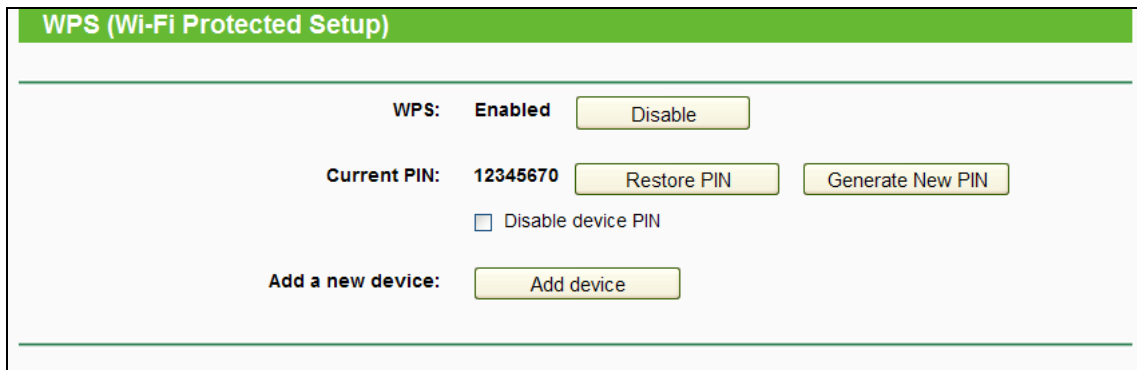 WPS (Wi-Fi Protected Setup)
WPS: Enabled Disable
Current PIN: 12345670 Restore PIN Generate New PIN
Disable device PIN
Add a new device: Add device